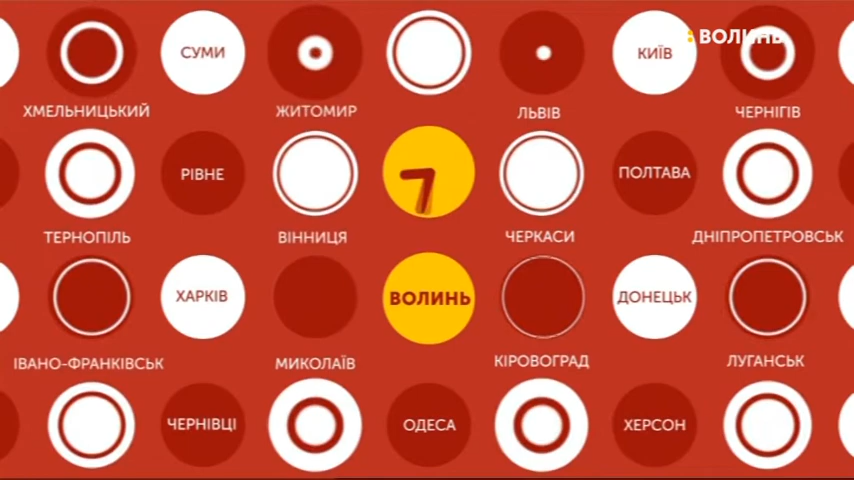 СУМИ
КИЇВ
ВОЛИНЬ
ХМЕЛЬНИЦЬКИЙ
ЖИТОМИР
ЛЬВІВ
ЧЕРНІГІВ
РІВНЕ
7
ПОЛТАВА
ТЕРНОПІЛЬ
ВІННИЦЯ
ЧЕРКАСИ
ДНІПРОПЕТРОВСЬК
ХАРКІВ
ВОЛИНЬ
ДОНЕЦЬК
ІВАНО-ФРАНКІВСЬК
МИКОЛАЇВ
КІРОВОГРАД
ЛУГАНСЬК
ЧЕРНІВЦІ
ОДЕСА
ХЕРСОН